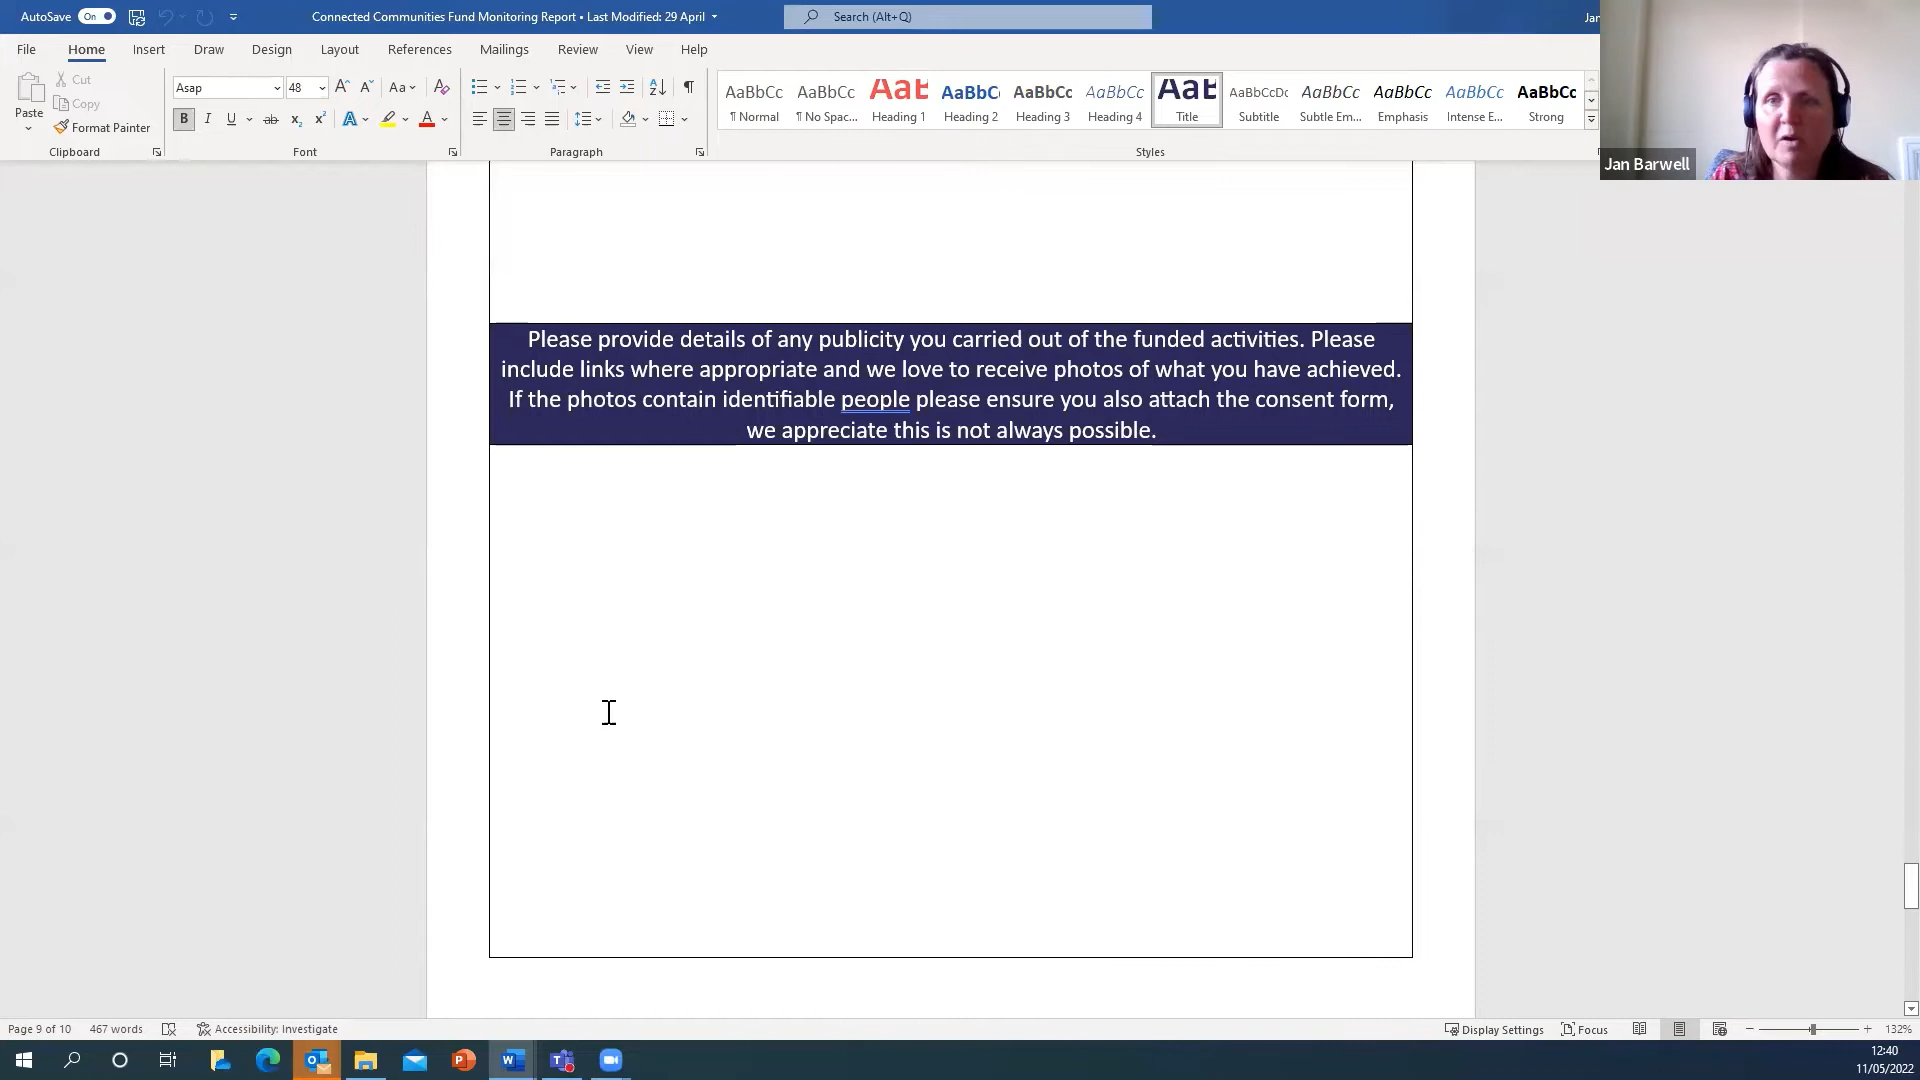 AutoSave On Connected Communities Fund Monitoring Report • Last Modified: 29 April Search (Alt+Q) Jan
File Home Insert Draw Design Layout References Mailings Review View Help
Paste Cut Copy Format Painter
Clipboard
Asap 48
Font
Paragraph
AaBbCc AaBbCc AaB AaBbC AaBbCc AaBbCc AaB AaBbCcDc AaBbCc AaBbCc AaBbCc AaBbCc
¶ Normal ¶ No Spac... Heading 1 Heading 2 Heading 3 Heading 4 Title Subtitle Subtle Em... Emphasis Intense E... Strong
Styles
Jan Barwell
Please provide details of any publicity you carried out of the funded activities. Please
include links where appropriate and we love to receive photos of what you have achieved.
If the photos contain identifiable people please ensure you also attach the consent form,
we appreciate this is not always possible.
Page 9 of 10 467 words Accessibility: Investigate Display Settings Focus 132%
12:40
11/05/2022